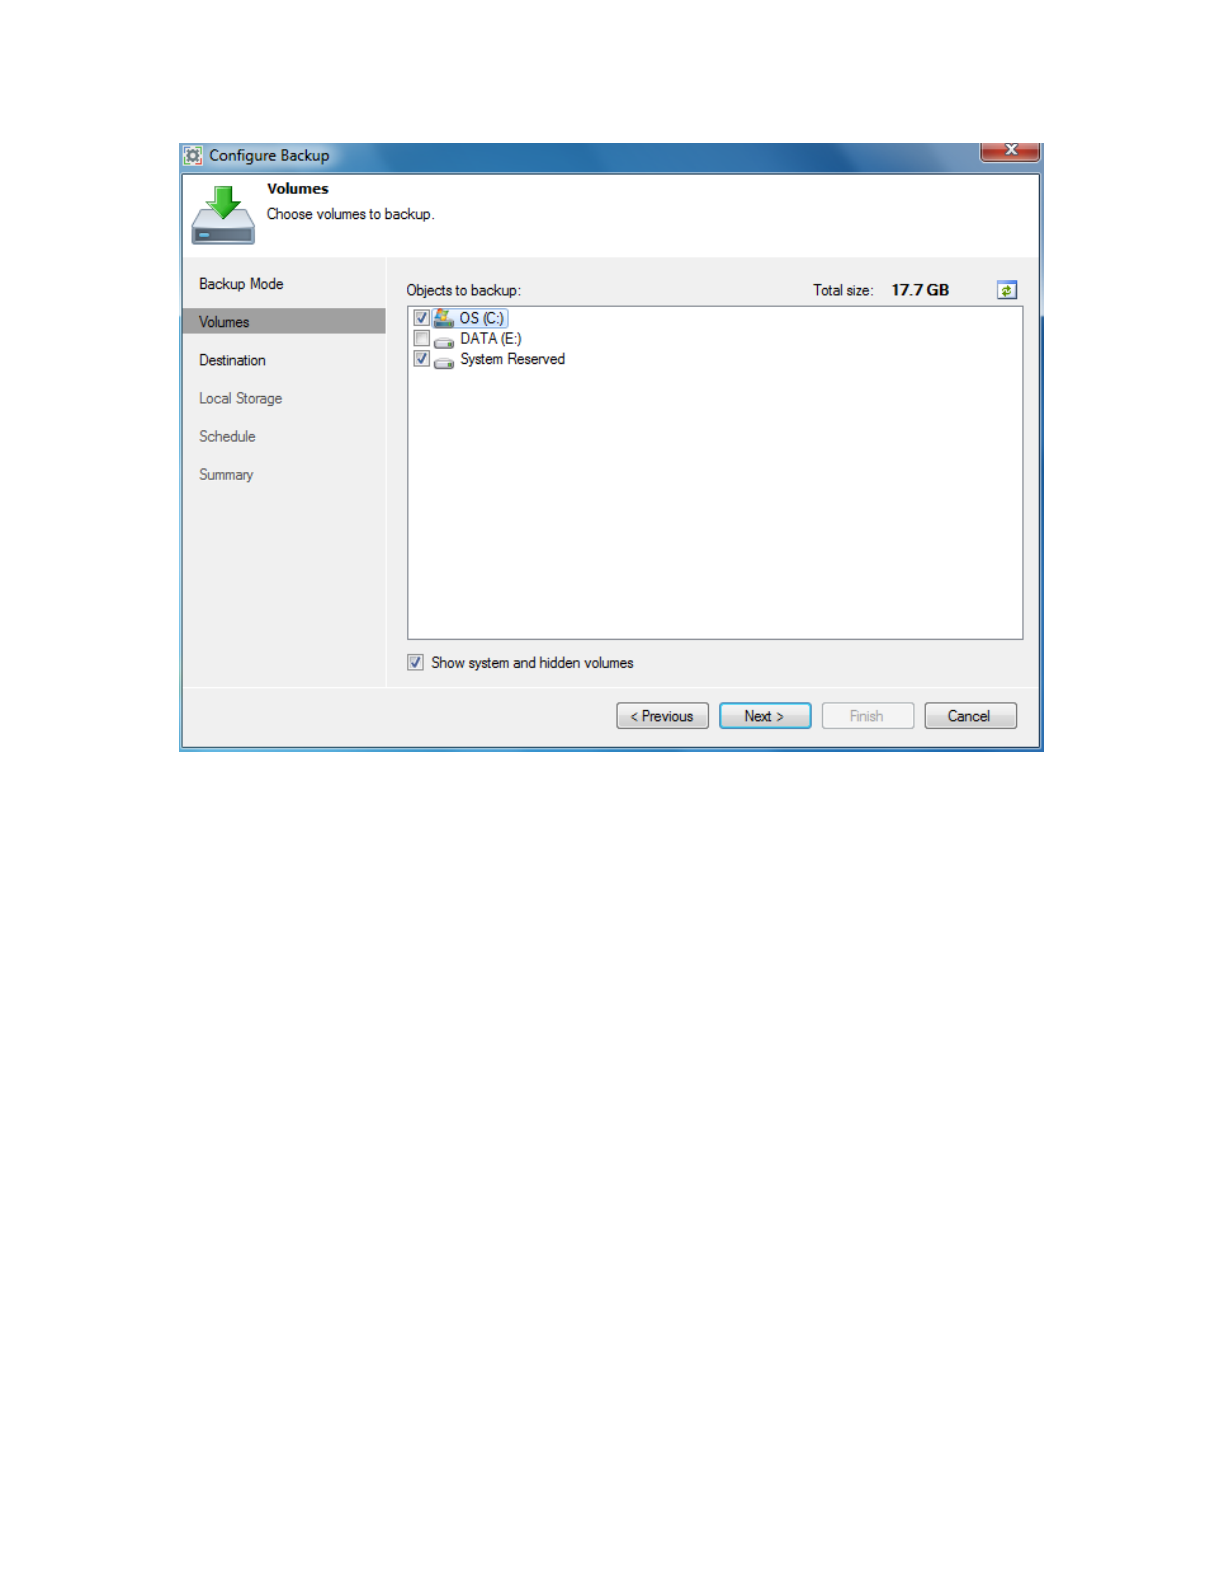 Configure Backup
Volumes
Choose volumes to backup.
Backup Mode
Volumes
Destination
Local Storage
Schedule
Summary
Objects to backup:
Total size: 17.7 GB
OS (C:)
DATA (E:)
System Reserved
Show system and hidden volumes
< Previous
Next >
Finish
Cancel